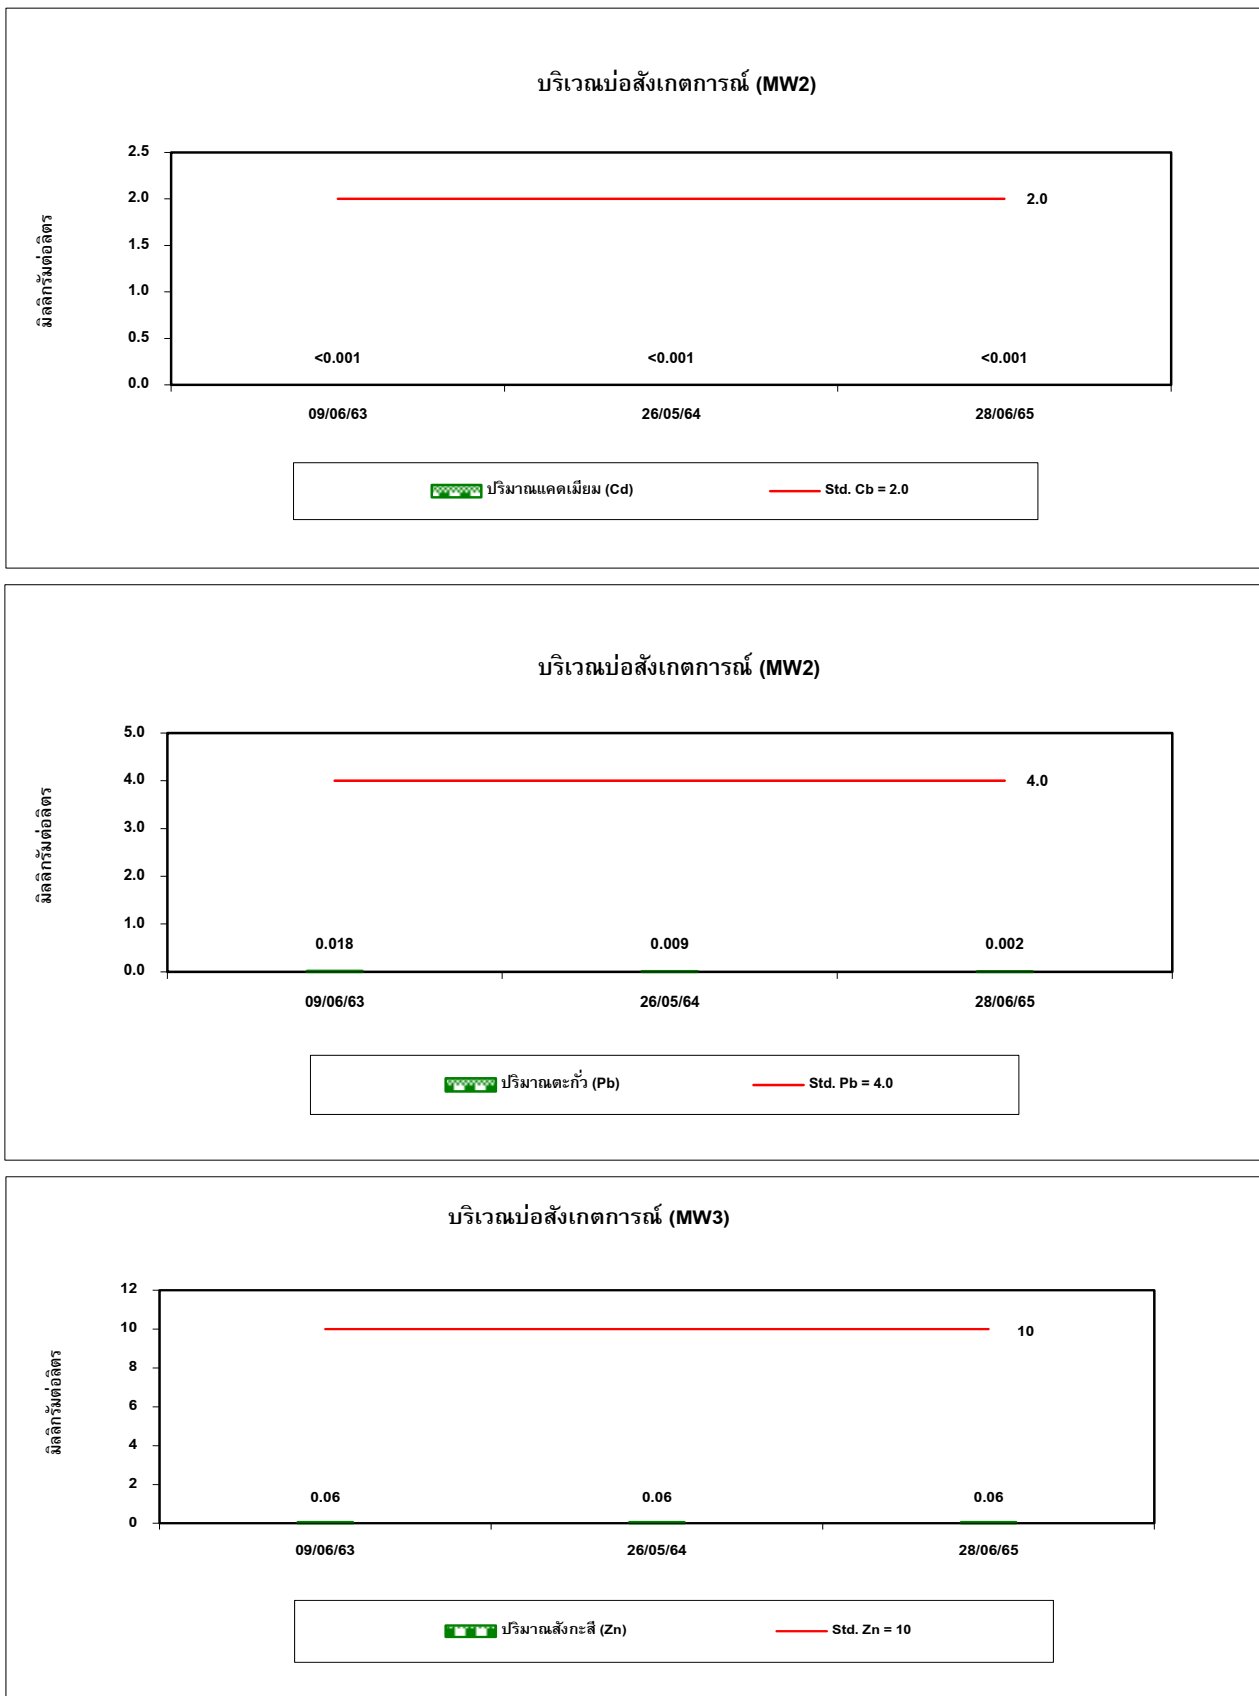 บริเวณบ่อสังเกตการณ์ (MW2)
2.5
2.0
1.5
1.0
0.5
0.0
มิลลิกรัมต่อลิตร
2.0
<0.001 <0.001 <0.001
09/06/63 26/05/64 28/06/65
ปริมาณแคดเมียม (Cd) Std. Cb = 2.0
บริเวณบ่อสังเกตการณ์ (MW2)
5.0
4.0
3.0
2.0
1.0
0.0
มิลลิกรัมต่อลิตร
4.0
0.018 0.009 0.002
09/06/63 26/05/64 28/06/65
ปริมาณตะกั่ว (Pb) Std. Pb = 4.0
บริเวณบ่อสังเกตการณ์ (MW3)
12
10
8
6
4
2
0
มิลลิกรัมต่อลิตร
10
0.06 0.06 0.06
09/06/63 26/05/64 28/06/65
ปริมาณสังกะสี (Zn) Std. Zn = 10